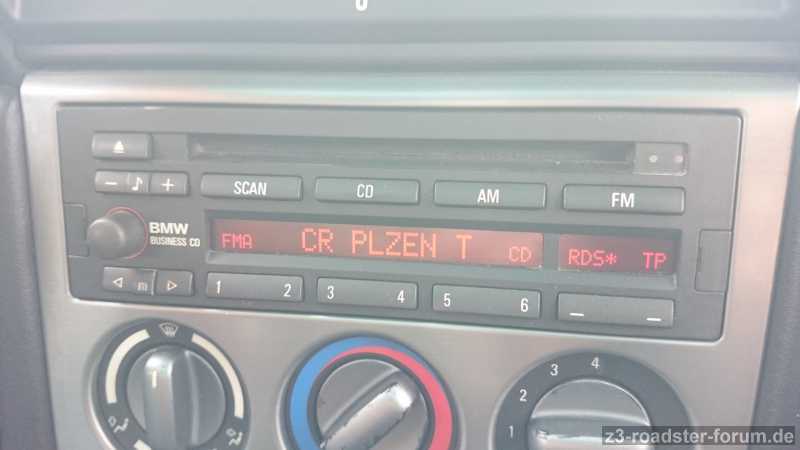 SCAN CD AM FM
BMW
BUSINESS CD
FMA CR PLZEN T CD RDS* TP
m 1 2 3 4 5 6
1 2 3 4
z3-roadster-forum.de